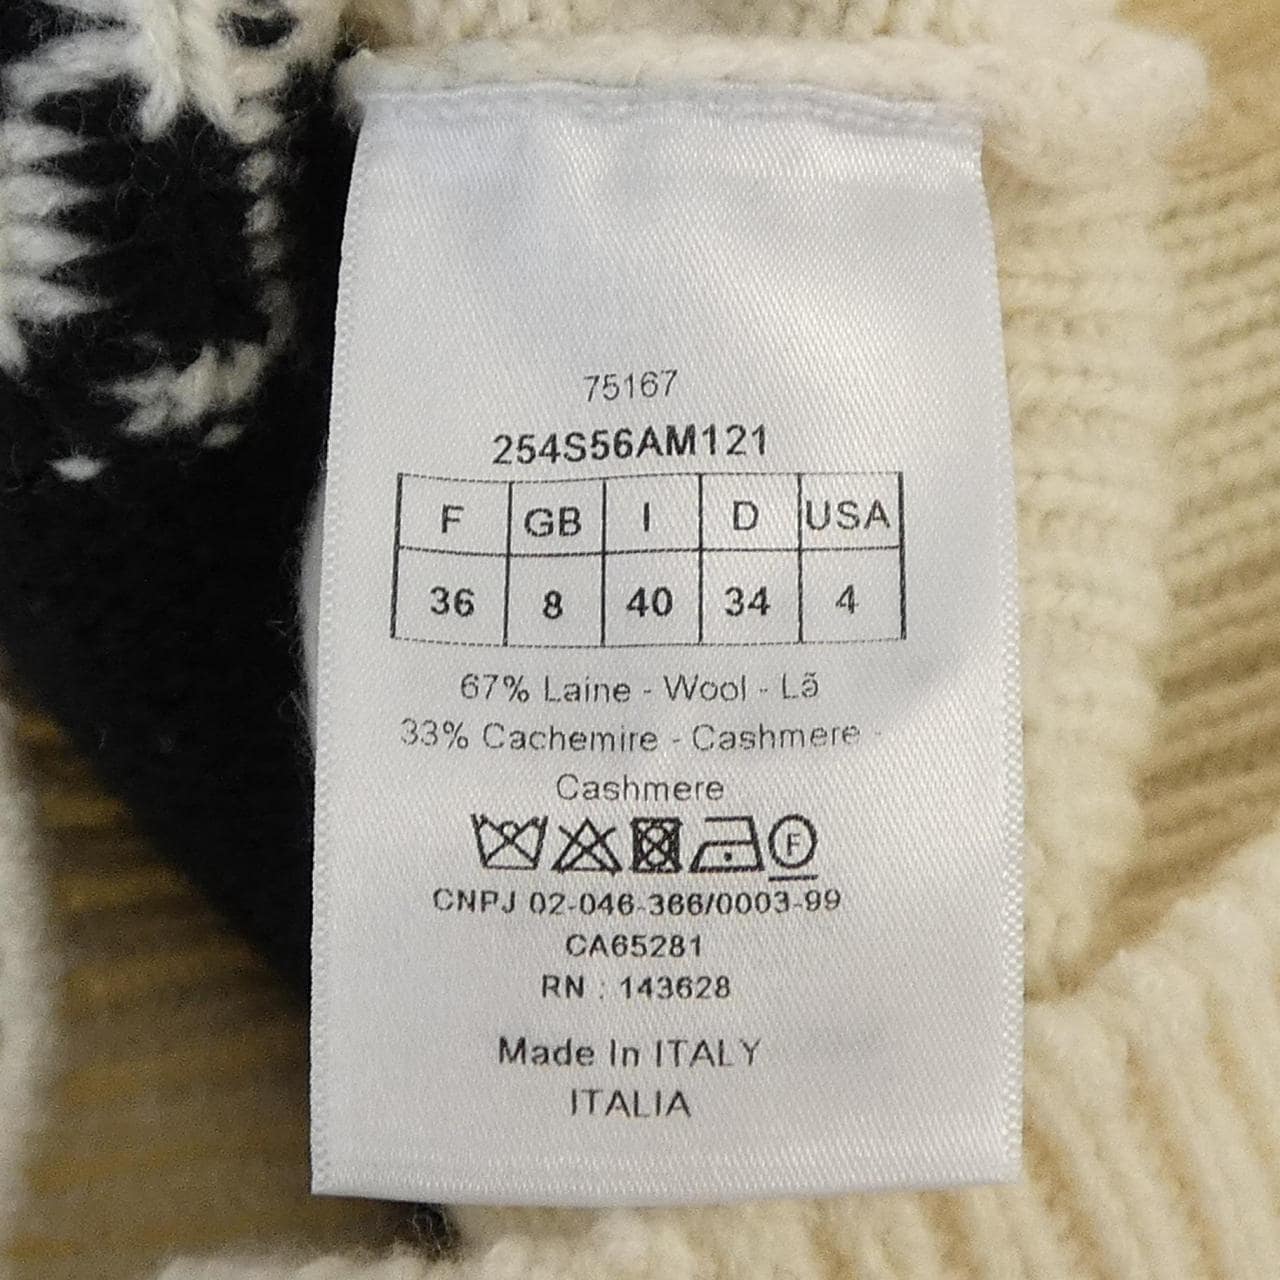 75167
254S56AM121
F GB I D USA
36 8 40 34 4
67% Laine - Wool - Lã
33% Cachemire - Cashmere -
Cashmere
F
CNPJ 02-046-366/0003-99
CA65281
RN : 143628
Made In ITALY
ITALIA